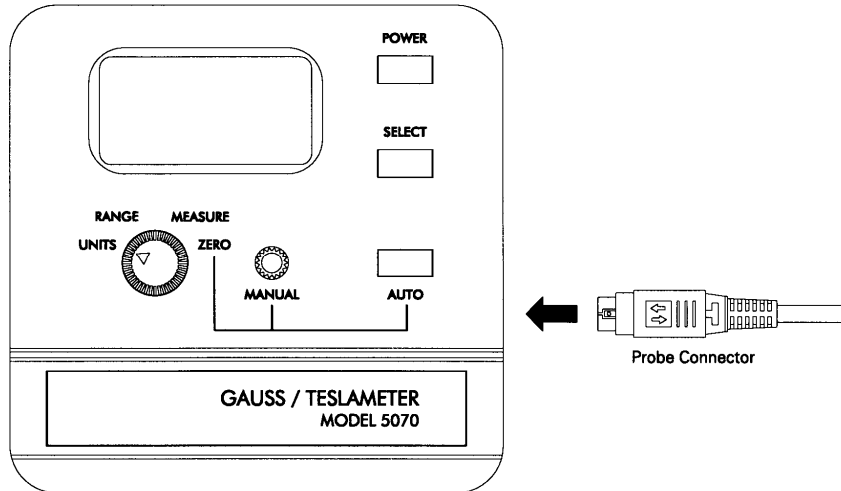 POWER
SELECT
RANGE MEASURE
UNITS ZERO
MANUAL AUTO
Probe Connector
GAUSS / TESLAMETER
MODEL 5070